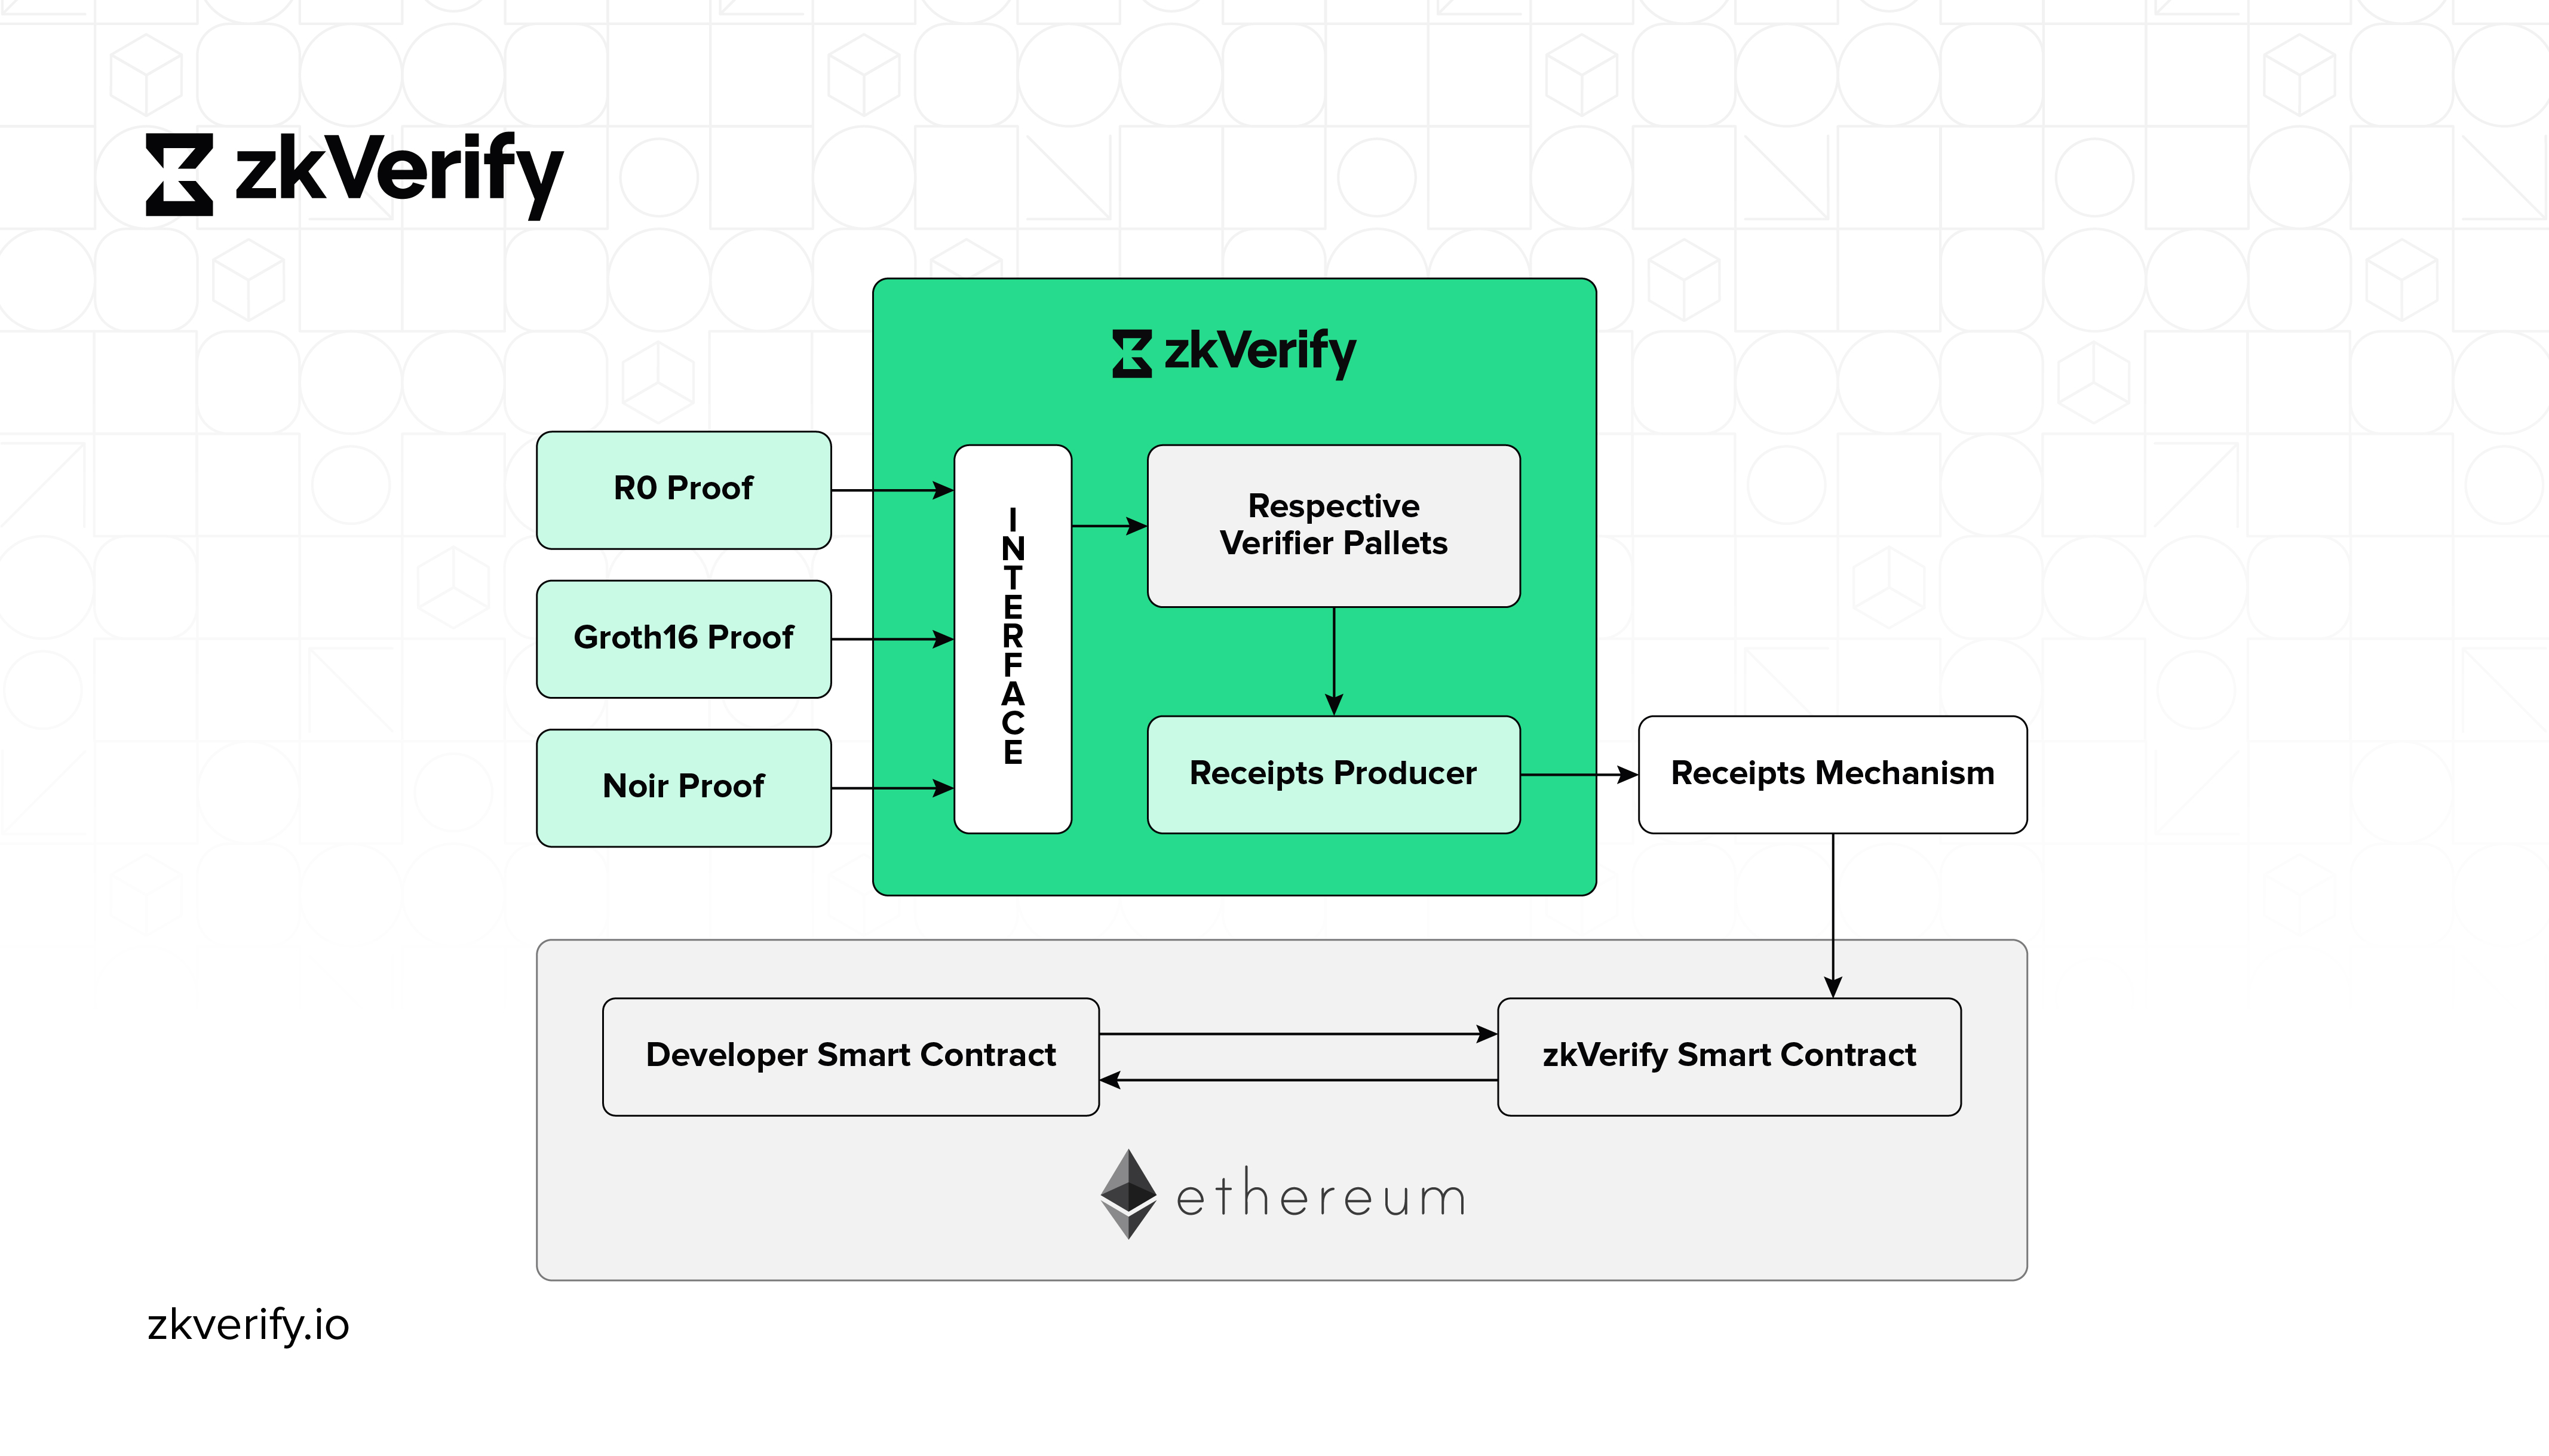 zkVerify
zkVerify
R0 Proof
Groth16 Proof
Noir Proof
INTERFACE
Respective
Verifier Pallets
Receipts Producer
Receipts Mechanism
Developer Smart Contract
zkVerify Smart Contract
ethereum
zkverify.io